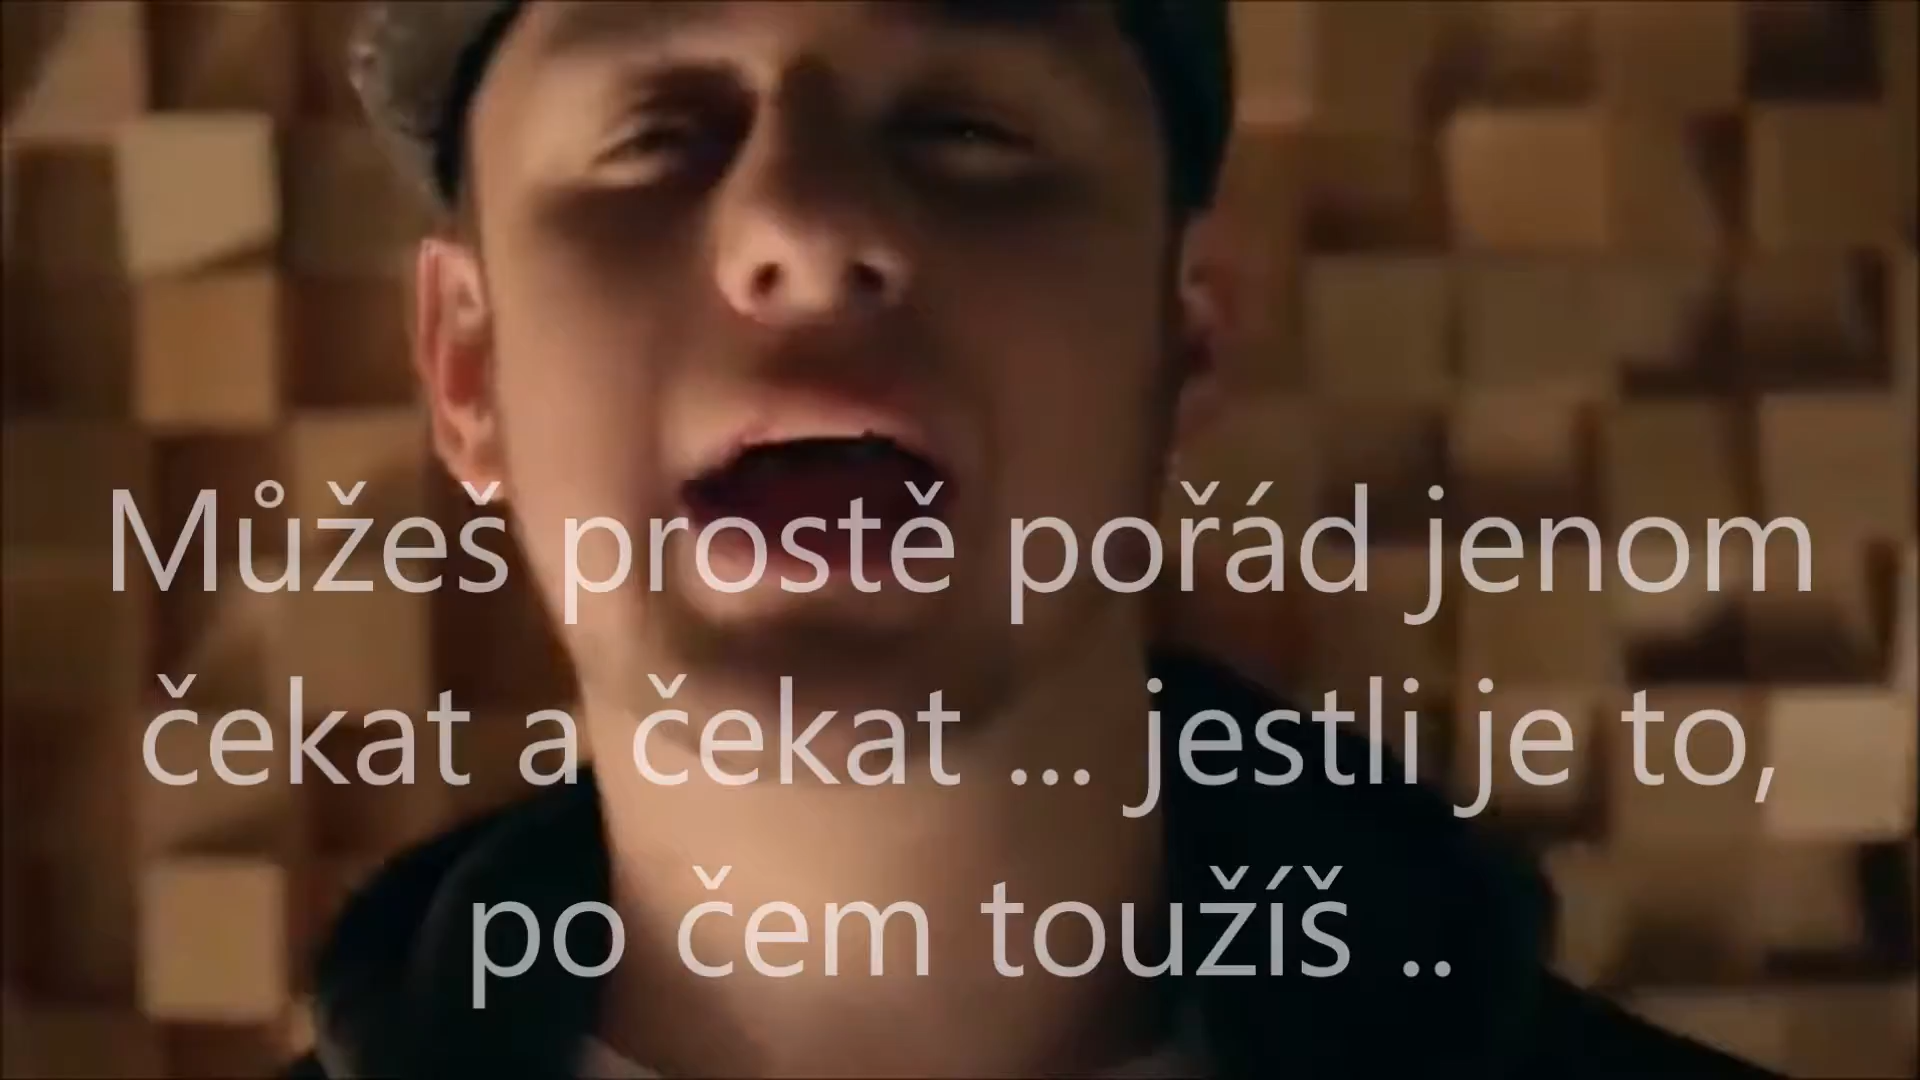 Můžeš prostě pořád jenom
čekat a čekat ... jestli je to,
po čem toužíš ..